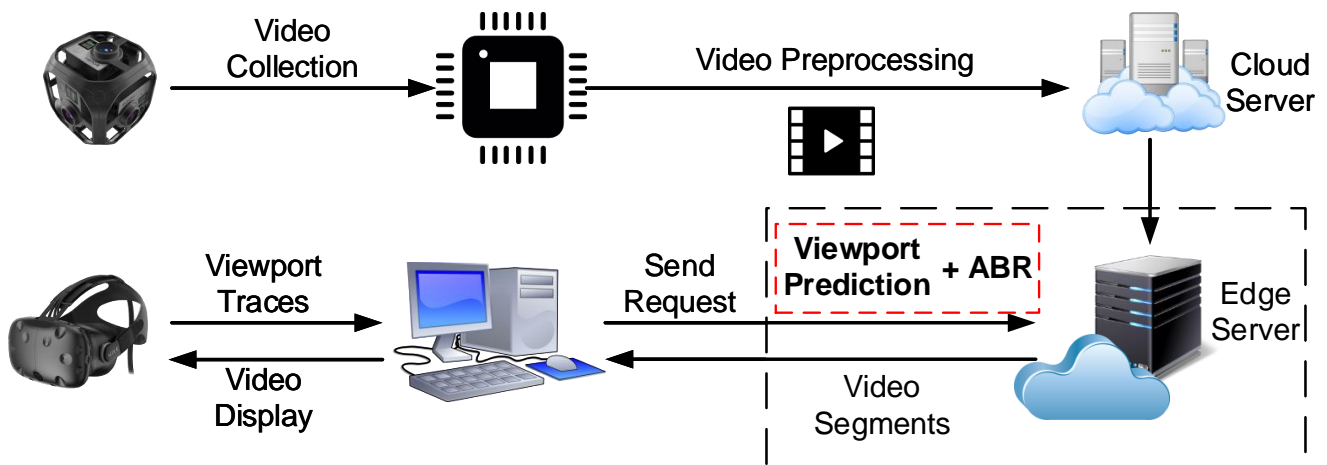 Video
Collection
Video Preprocessing
Cloud
Server
Viewport
Traces
Send
Request
Viewport
Prediction + ABR
Edge
Server
Video
Display
Video
Segments